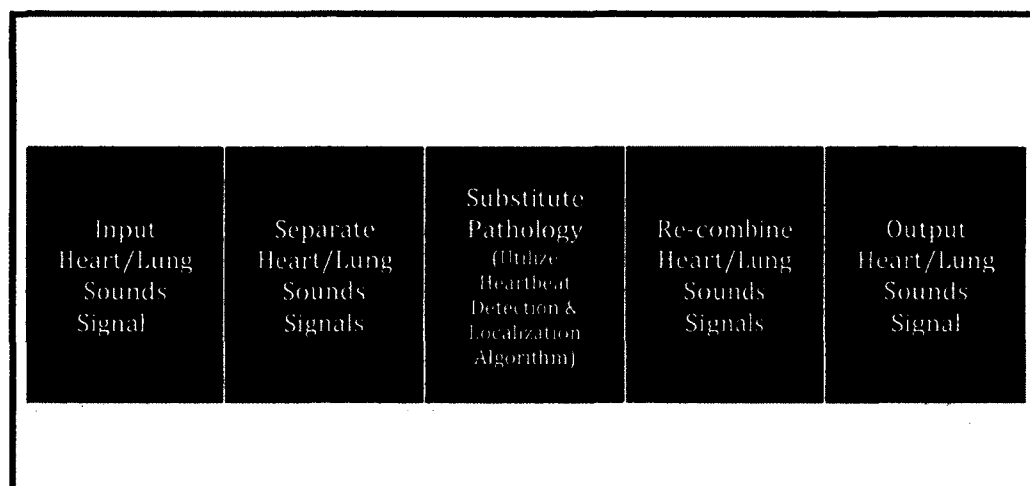 Input
Heart/Lung
Sounds
Signal
Separate
Heart/Lung
Sounds
Signals
Substitute
Pathology
(Utilize
Heartbeat
Detection &
Localization
Algorithm)
Re-combine
Heart/Lung
Sounds
Signals
Output
Heart/Lung
Sounds
Signal